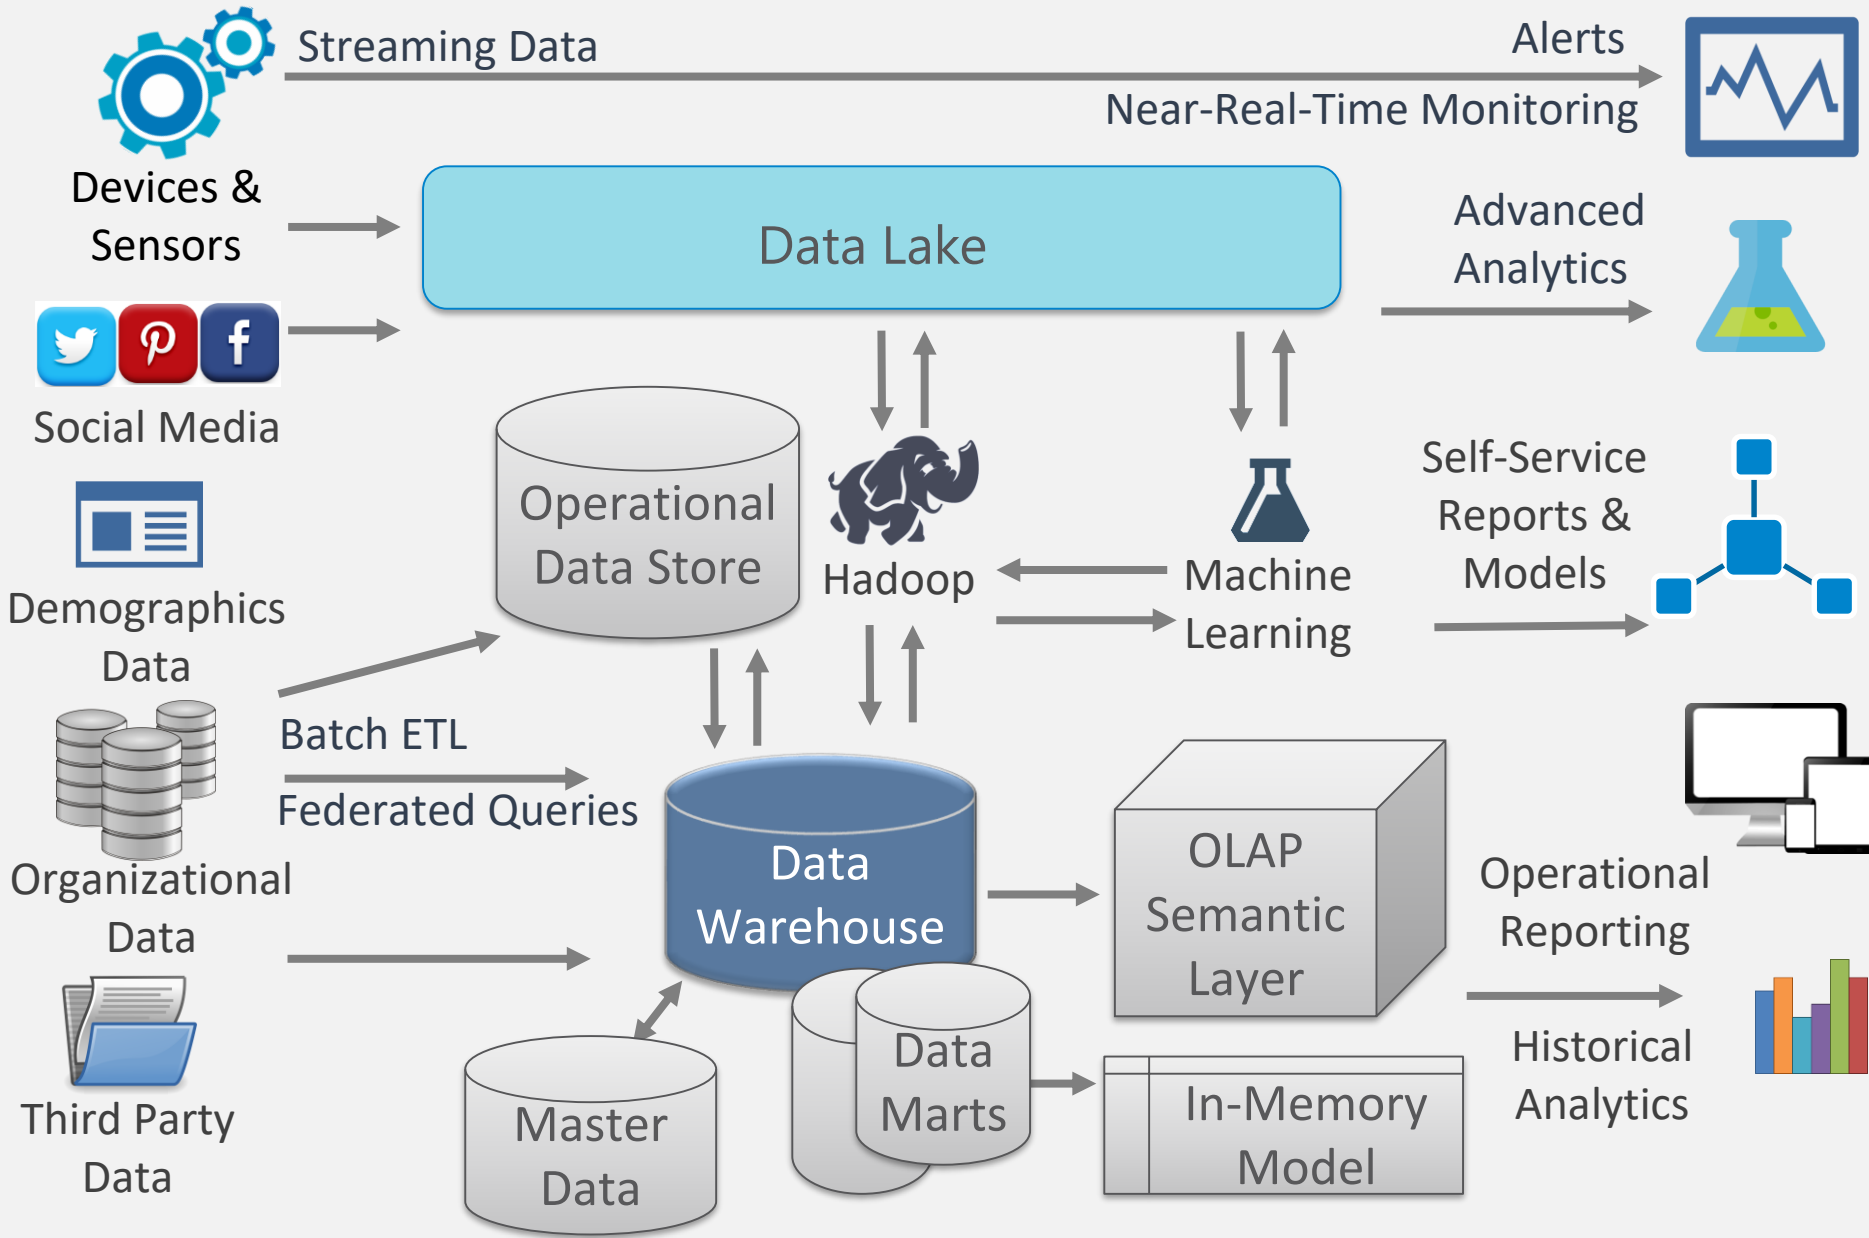 Streaming Data
Alerts
Near-Real-Time Monitoring
Devices &
Sensors
Data Lake
Advanced
Analytics
Social Media
Operational
Data Store
Hadoop
Machine
Learning
Self-Service
Reports &
Models
Demographics
Data
Batch ETL
Federated Queries
Organizational
Data
Data
Warehouse
OLAP
Semantic
Layer
Operational
Reporting
Historical
Analytics
Third Party
Data
Master
Data
Data
Marts
In-Memory
Model